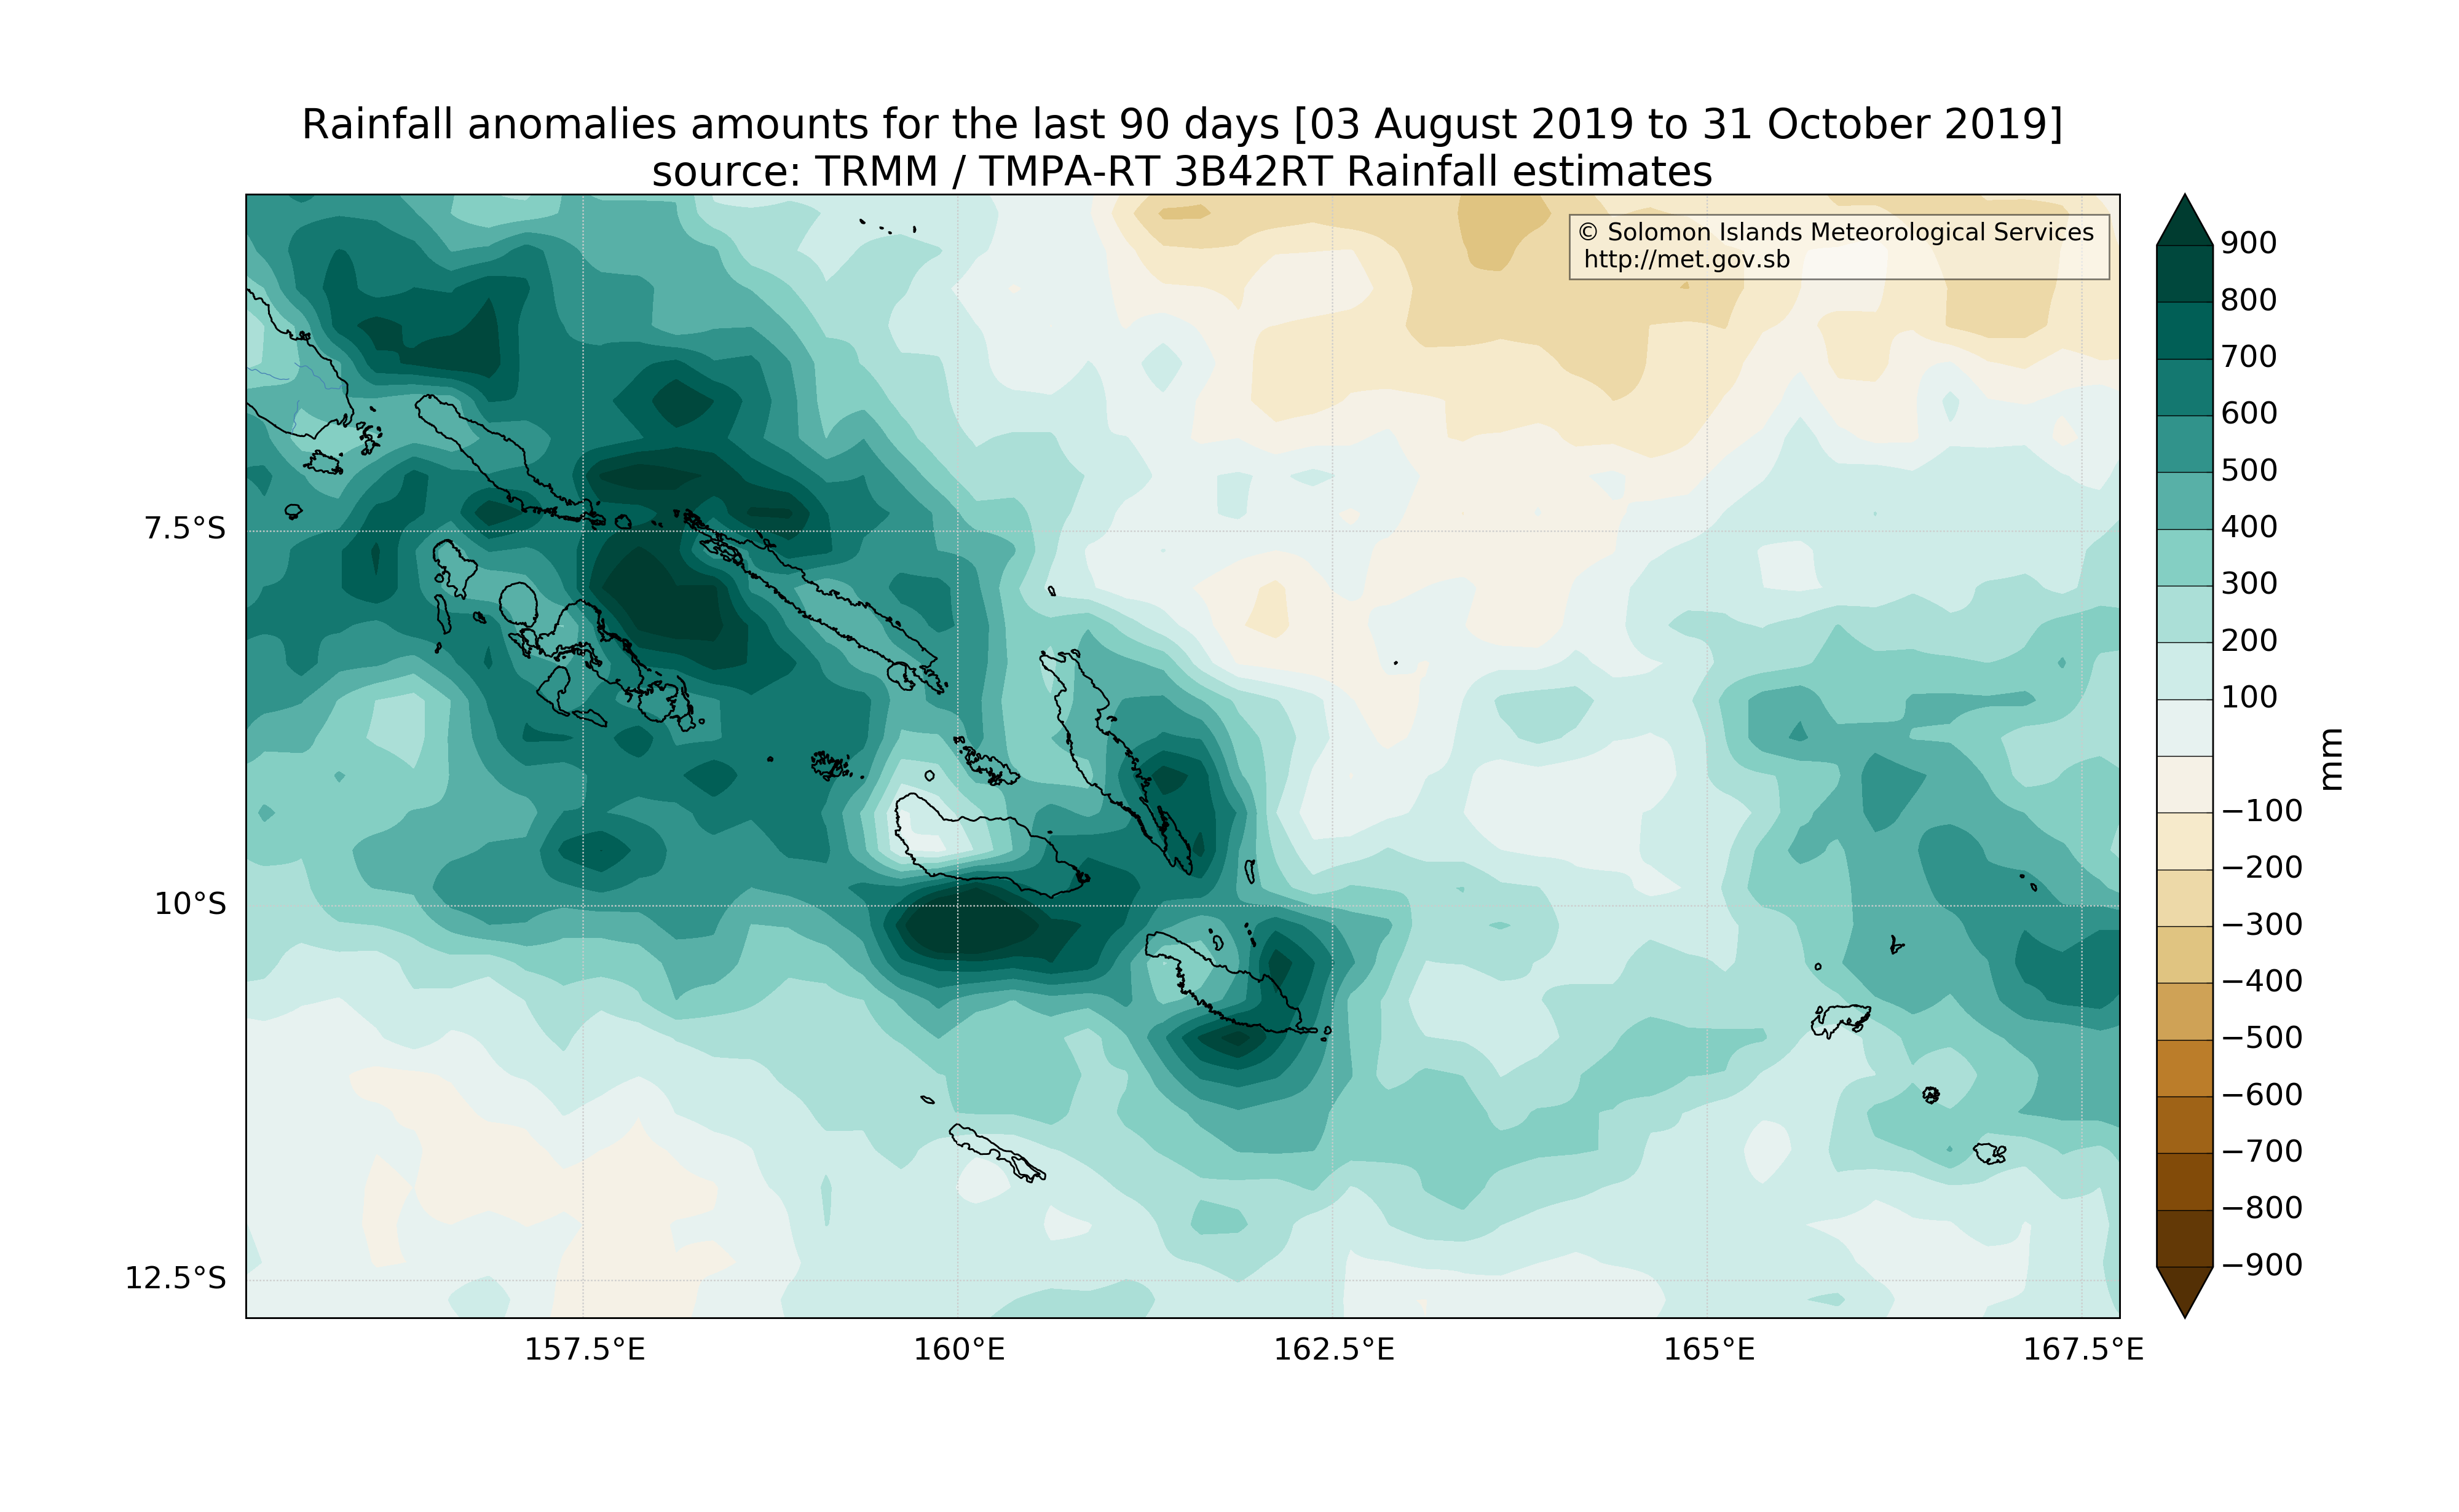 Rainfall anomalies amounts for the last 90 days [03 August 2019 to 31 October 2019]
source: TRMM / TMPA-RT 3B42RT Rainfall estimates
© Solomon Islands Meteorological Services
http://met.gov.sb
7.5°S
10°S
12.5°S
157.5°E
160°E
162.5°E
165°E
167.5°E
900
800
700
600
500
400
300
200
100
−100
−200
−300
−400
−500
−600
−700
−800
−900
mm